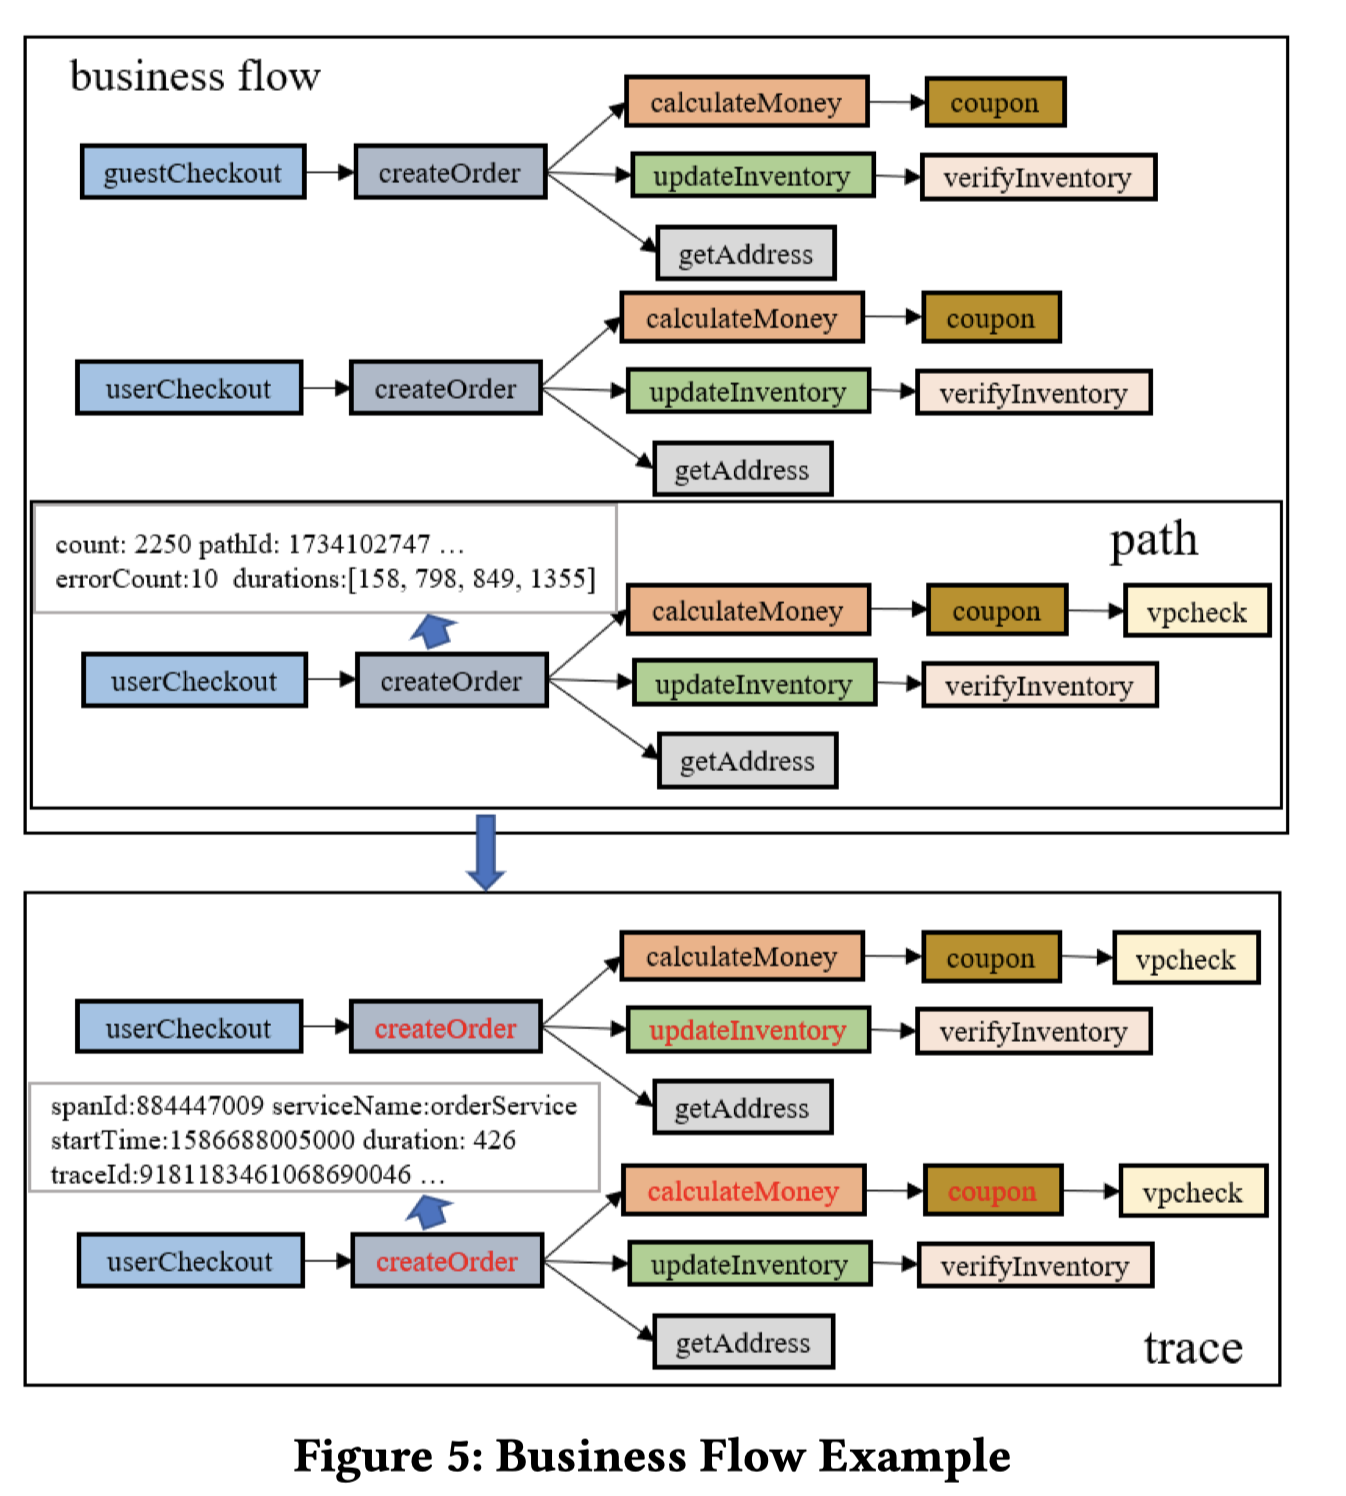 business flow
calculateMoney
coupon
guestCheckout
createOrder
updateInventory
verifyInventory
getAddress
calculateMoney
coupon
userCheckout
createOrder
updateInventory
verifyInventory
getAddress
path
count: 2250 pathId: 1734102747 ...
errorCount:10 durations:[158, 798, 849, 1355]
calculateMoney
coupon
vpcheck
userCheckout
createOrder
updateInventory
verifyInventory
getAddress
calculateMoney
coupon
vpcheck
userCheckout
createOrder
updateInventory
verifyInventory
getAddress
spanId:884447009 serviceName:orderService
startTime:1586688005000 duration: 426
traceId:9181183461068690046 ...
calculateMoney
coupon
vpcheck
userCheckout
createOrder
updateInventory
verifyInventory
getAddress
trace
Figure 5: Business Flow Example